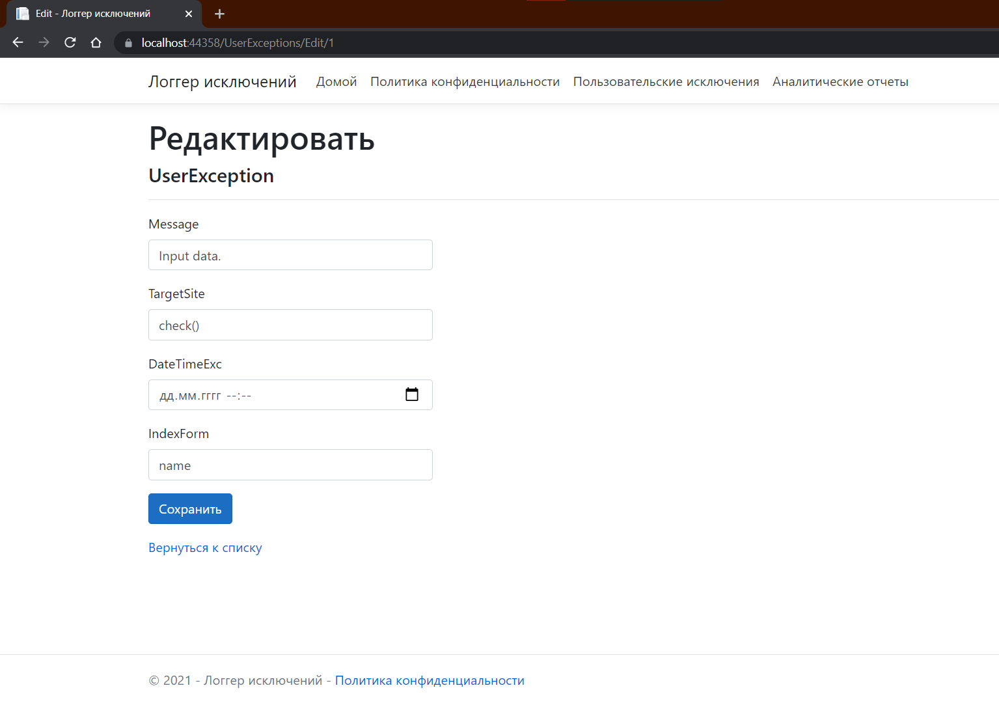 Edit - Логгер исключений
localhost:44358/UserExceptions/Edit/1
Логгер исключений Домой Политика конфиденциальности Пользовательские исключения Аналитические отчеты
Редактировать
UserException
Message
Input data.
TargetSite
check()
DateTimeExc
дд.мм.гггг --:--
IndexForm
name
Сохранить
Вернуться к списку
© 2021 - Логгер исключений - Политика конфиденциальности